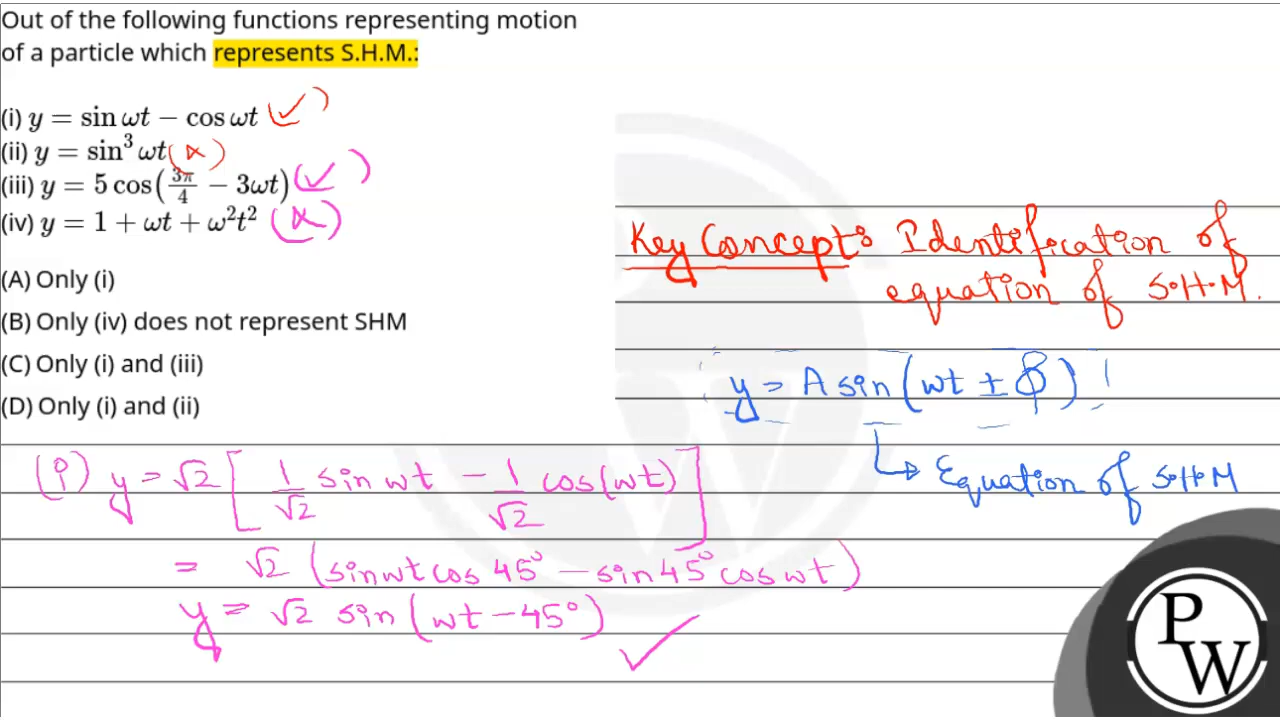 Out of the following functions representing motion
of a particle which represents S.H.M.:
(i) y = sin ωt − cos ωt (✓)
(ii) y = sin³ ωt (×)
(iii) y = 5 cos(3π/4 − 3ωt) (✓)
(iv) y = 1 + ωt + ω²t² (×)
(A) Only (i)
(B) Only (iv) does not represent SHM
(C) Only (i) and (iii)
(D) Only (i) and (ii)
Key Concept: Identification of
equation of S.H.M.
y = A sin (ωt ± φ)
↳ Equation of S.H.M
(i) y = √2 [1/√2 sin ωt − 1/√2 cos(ωt)]
= √2 (sin ωt cos 45° − sin 45° cos ωt)
y = √2 sin (ωt − 45°) ✓
P
W